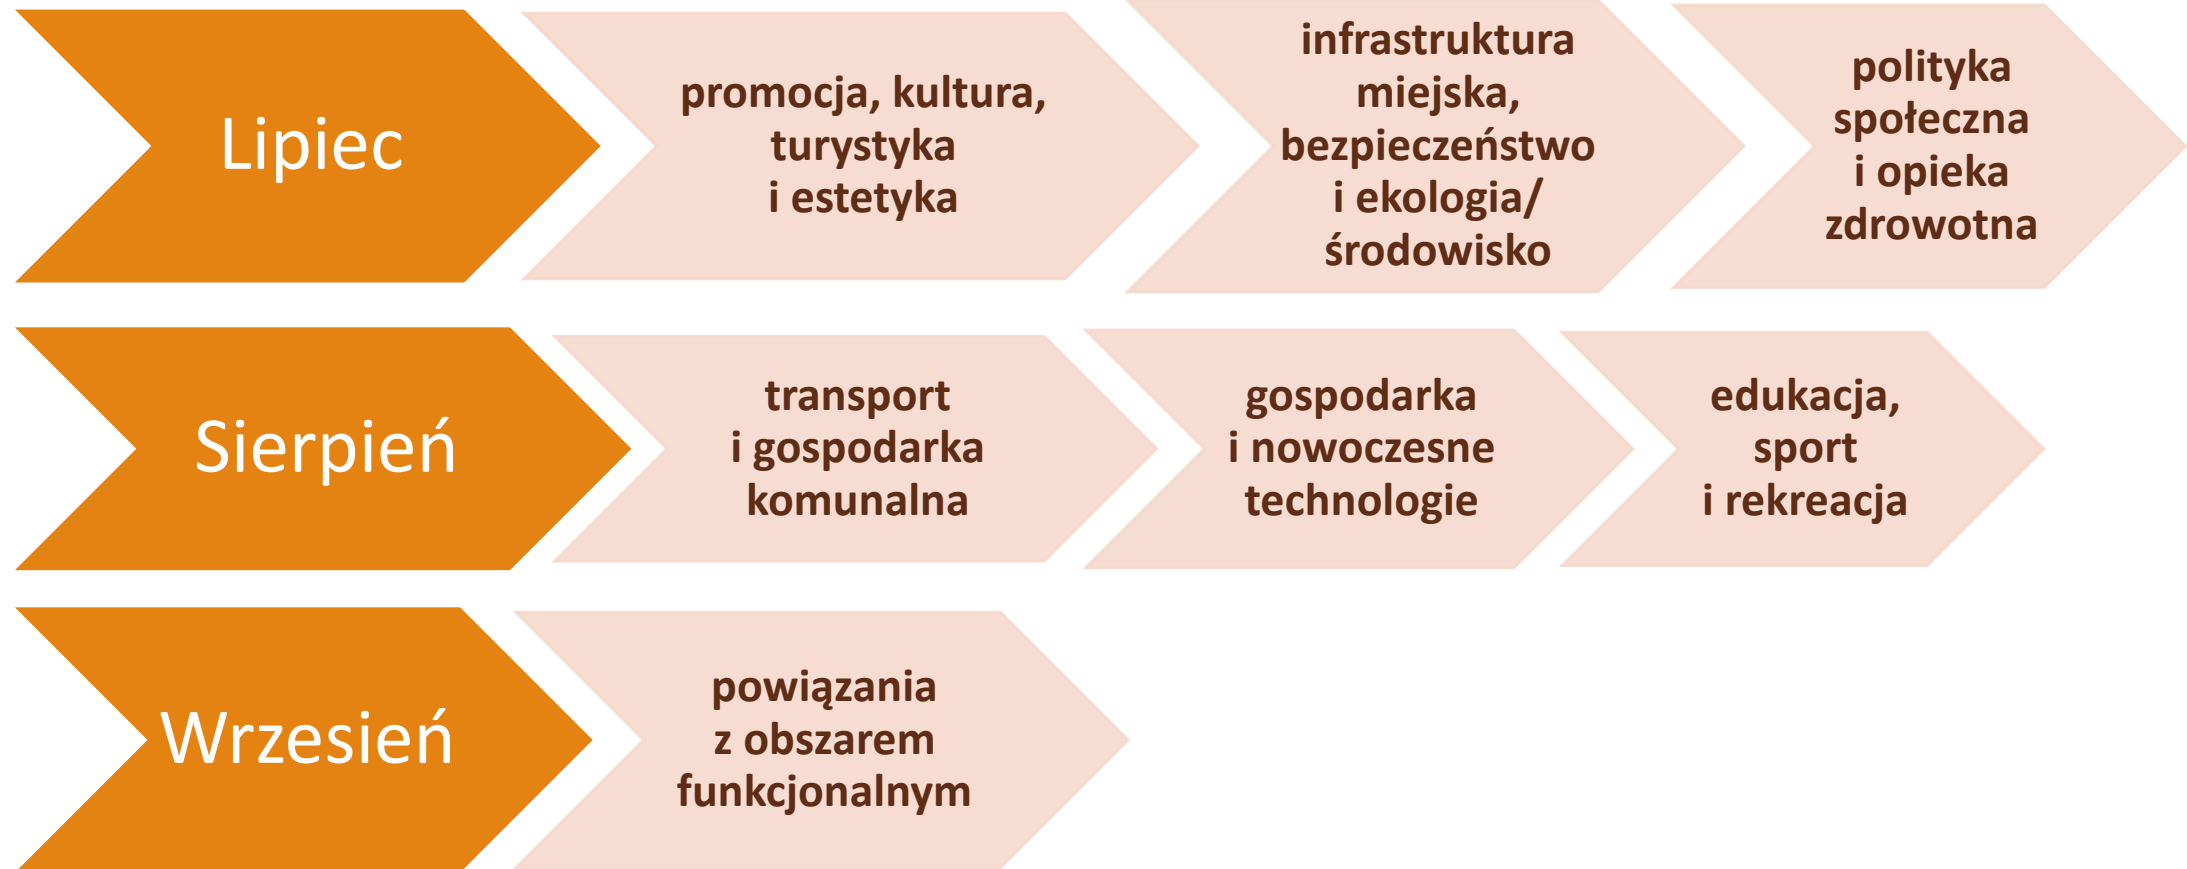 Lipiec
promocja, kultura,
turystyka
i estetyka
infrastruktura
miejska,
bezpieczeństwo
i ekologia/
środowisko
polityka
społeczna
i opieka
zdrowotna
Sierpień
transport
i gospodarka
komunalna
gospodarka
i nowoczesne
technologie
edukacja,
sport
i rekreacja
Wrzesień
powiązania
z obszarem
funkcjonalnym